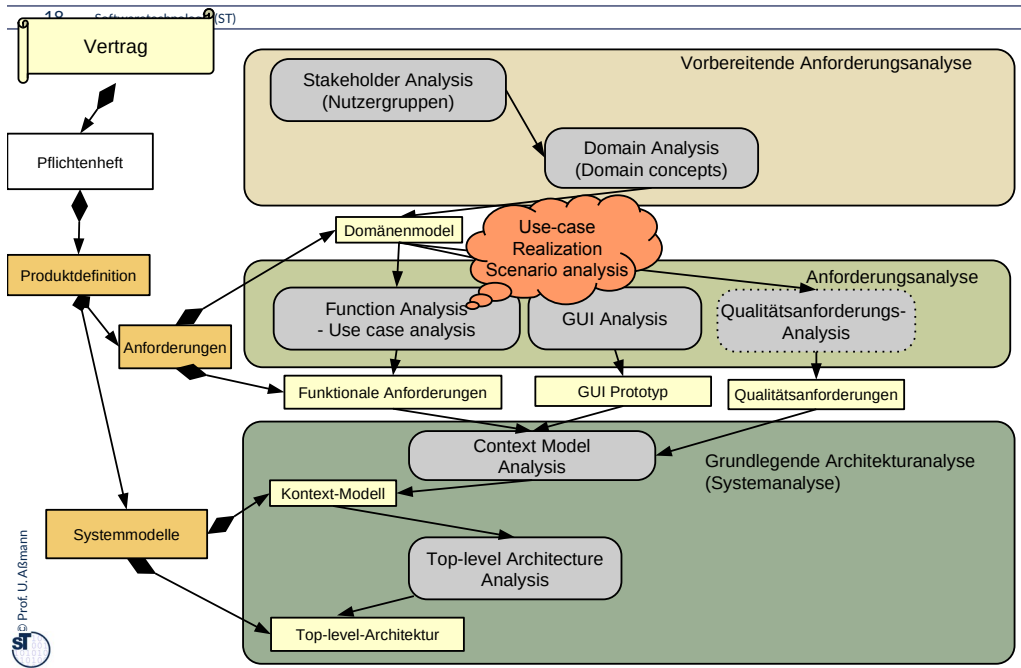 18
Softwaretechnologie (ST)
Vertrag
Vorbereitende Anforderungsanalyse
Stakeholder Analysis
(Nutzergruppen)
Pflichtenheft
Domain Analysis
(Domain concepts)
Domänenmodel
Use-case
Realization
Scenario analysis
Produktdefinition
Anforderungsanalyse
Function Analysis
- Use case analysis
GUI Analysis
Qualitätsanforderungs-
Analysis
Anforderungen
Funktionale Anforderungen
GUI Prototyp
Qualitätsanforderungen
Context Model
Analysis
Grundlegende Architekturanalyse
(Systemanalyse)
Kontext-Modell
Systemmodelle
Top-level Architecture
Analysis
Top-level-Architektur
© Prof. U. Aßmann
ST